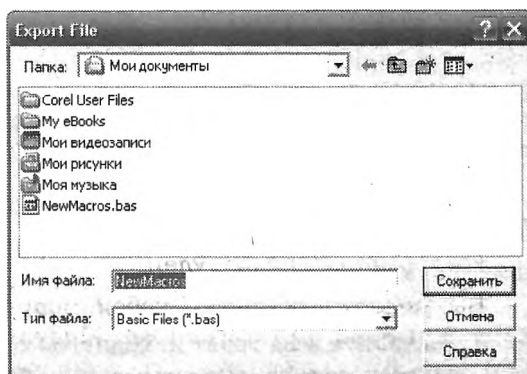 Export File
Папка: Мои документы
Corel User Files
My eBooks
Мои видеозаписи
Мои рисунки
Моя музыка
NewMacros.bas
Имя файла: NewMacros Сохранить
Тип файла: Basic Files (*.bas) Отмена
Справка